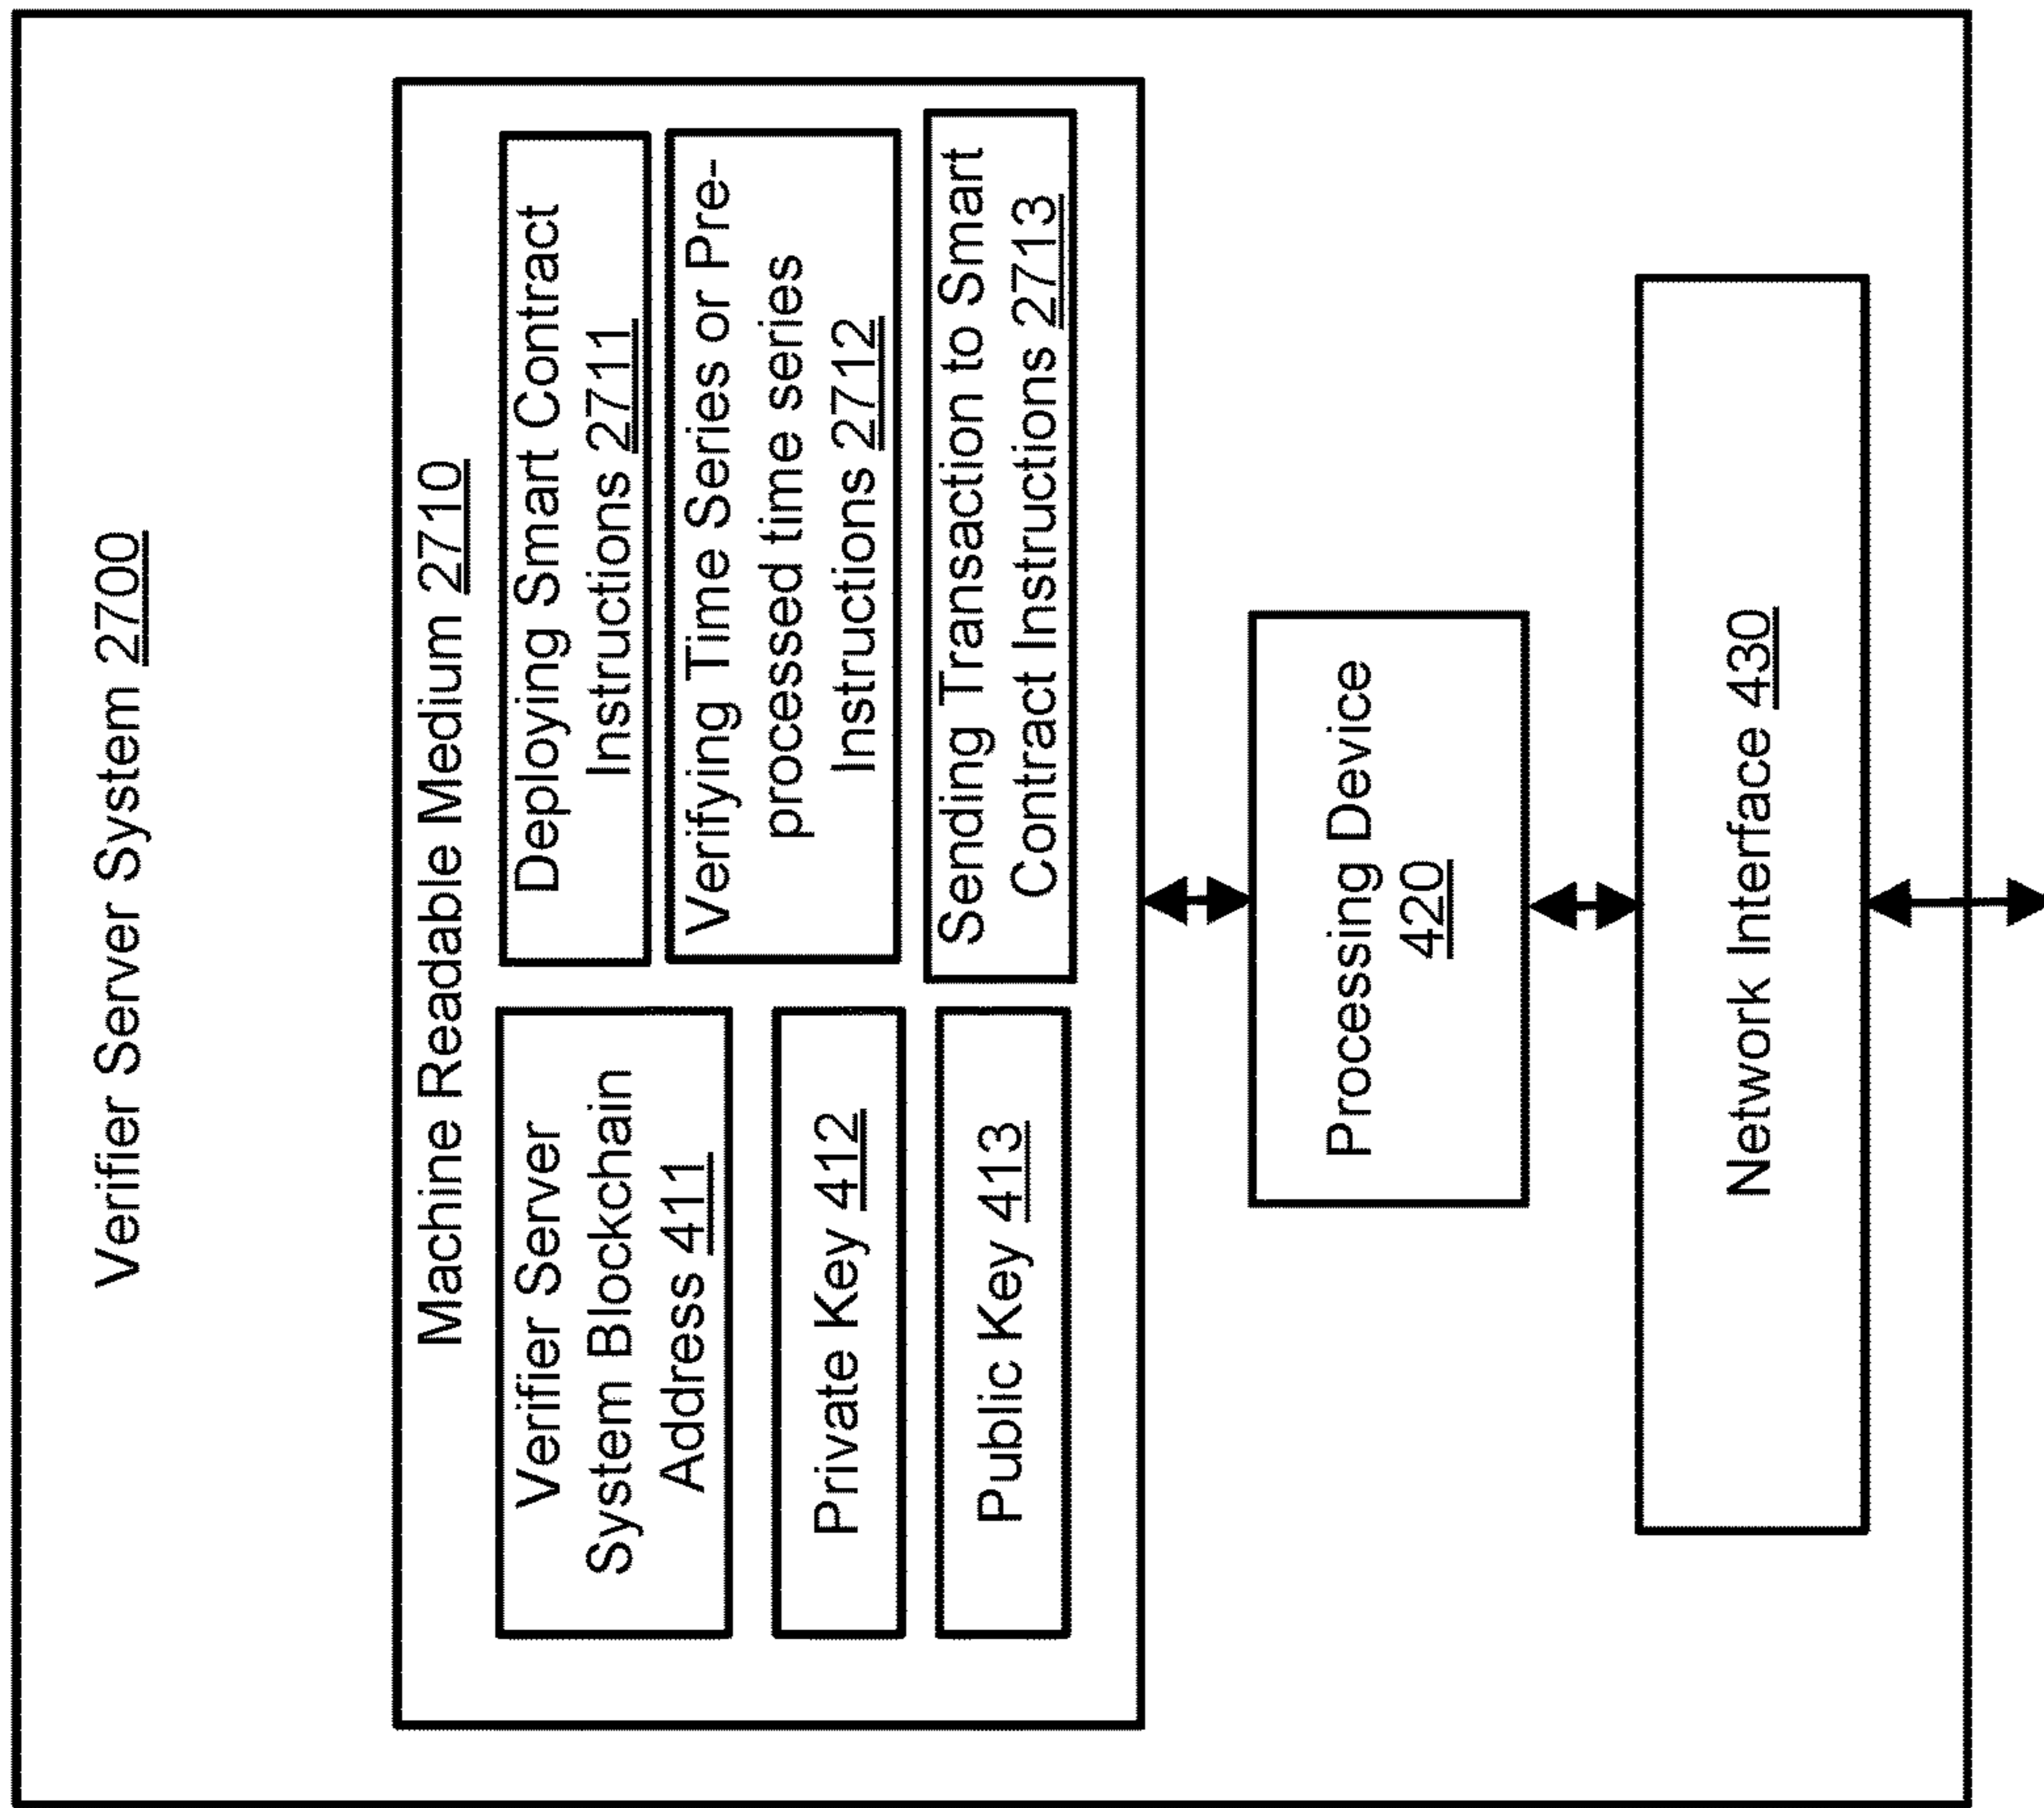 Verifier Server System 2700
Machine Readable Medium 2710
Verifier Server
System Blockchain
Address 411
Private Key 412
Public Key 413
Deploying Smart Contract
Instructions 2711
Verifying Time Series or Pre-
processed time series
Instructions 2712
Sending Transaction to Smart
Contract Instructions 2713
Processing Device
420
Network Interface 430